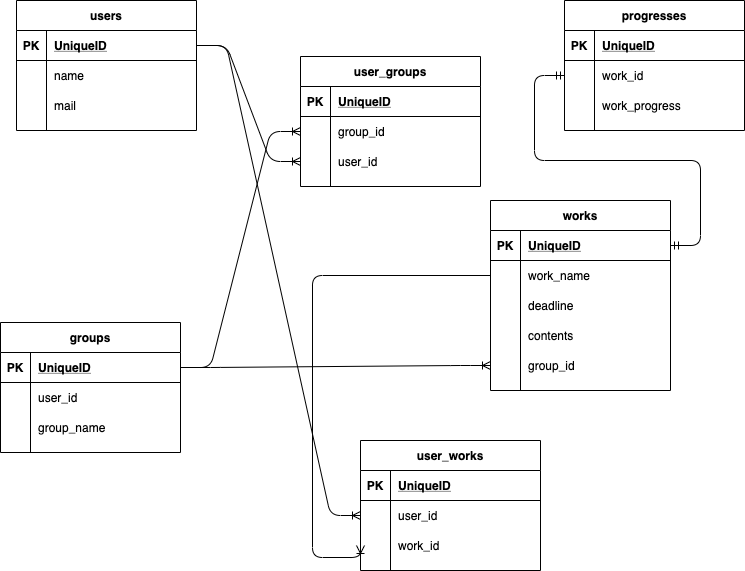 users
PK UniqueID
name
mail
user_groups
PK UniqueID
group_id
user_id
progresses
PK UniqueID
work_id
work_progress
works
PK UniqueID
work_name
deadline
contents
group_id
groups
PK UniqueID
user_id
group_name
user_works
PK UniqueID
user_id
work_id